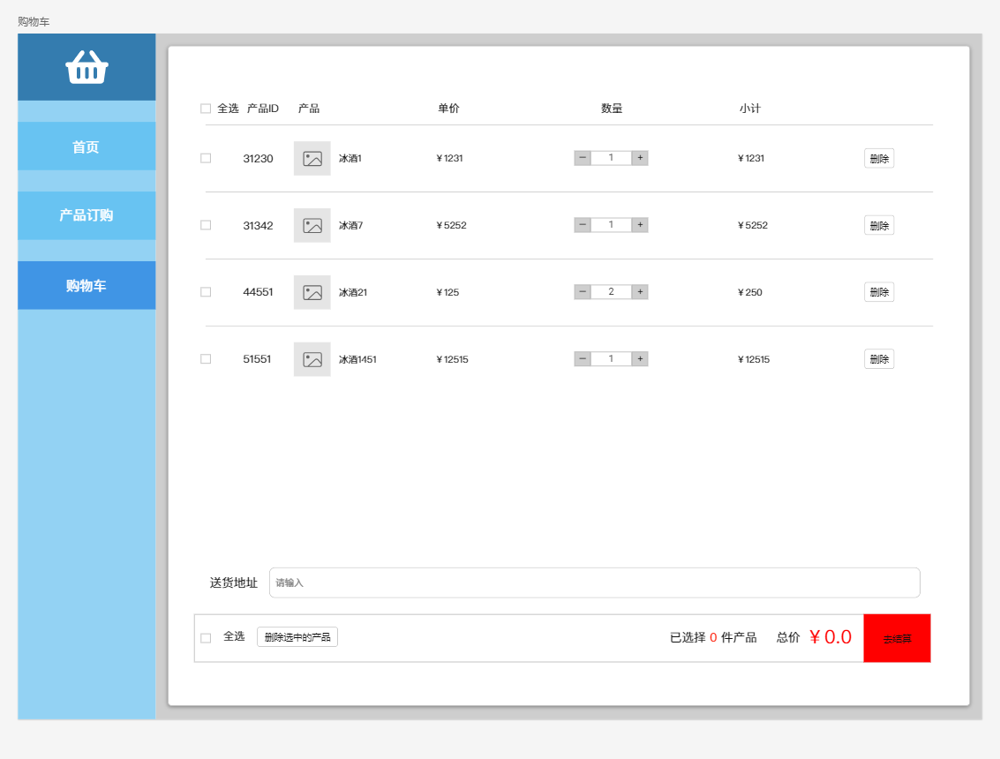 购物车
首页
产品订购
购物车
全选 产品ID 产品 单价 数量 小计
31230 冰酒1 ¥1231 − 1 + ¥1231 删除
31342 冰酒7 ¥5252 − 1 + ¥5252 删除
44551 冰酒21 ¥125 − 2 + ¥250 删除
51551 冰酒1451 ¥12515 − 1 + ¥12515 删除
送货地址 请输入
全选 删除选中的产品 已选择 0 件产品 总价 ¥0.0 去结算